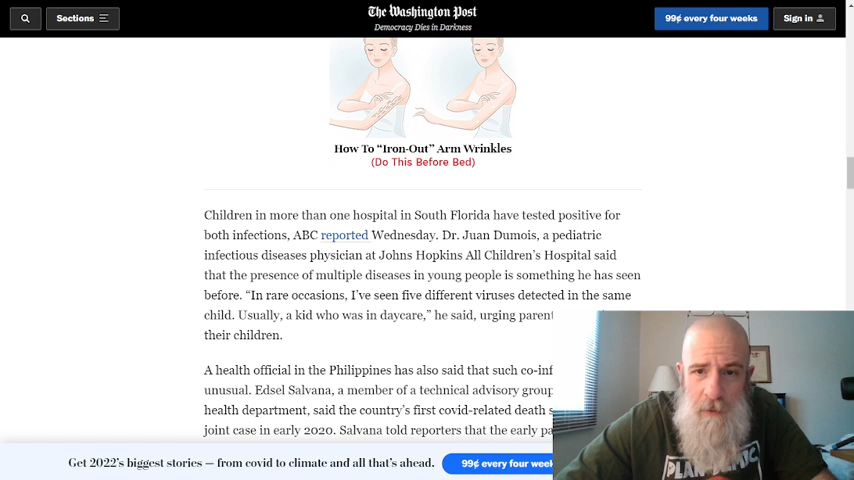 The Washington Post
Democracy Dies in Darkness
Sections
99¢ every four weeks
Sign in
How To “Iron-Out” Arm Wrinkles
(Do This Before Bed)
Children in more than one hospital in South Florida have tested positive for
both infections, ABC reported Wednesday. Dr. Juan Dumois, a pediatric
infectious diseases physician at Johns Hopkins All Children’s Hospital said
that the presence of multiple diseases in young people is something he has seen
before. “In rare occasions, I’ve seen five different viruses detected in the same
child. Usually, a kid who was in daycare,” he said, urging parent
their children.
A health official in the Philippines has also said that such co-inf
unusual. Edsel Salvana, a member of a technical advisory group
health department, said the country’s first covid-related death s
joint case in early 2020. Salvana told reporters that the early pa
Get 2022’s biggest stories — from covid to climate and all that’s ahead.
99¢ every four week